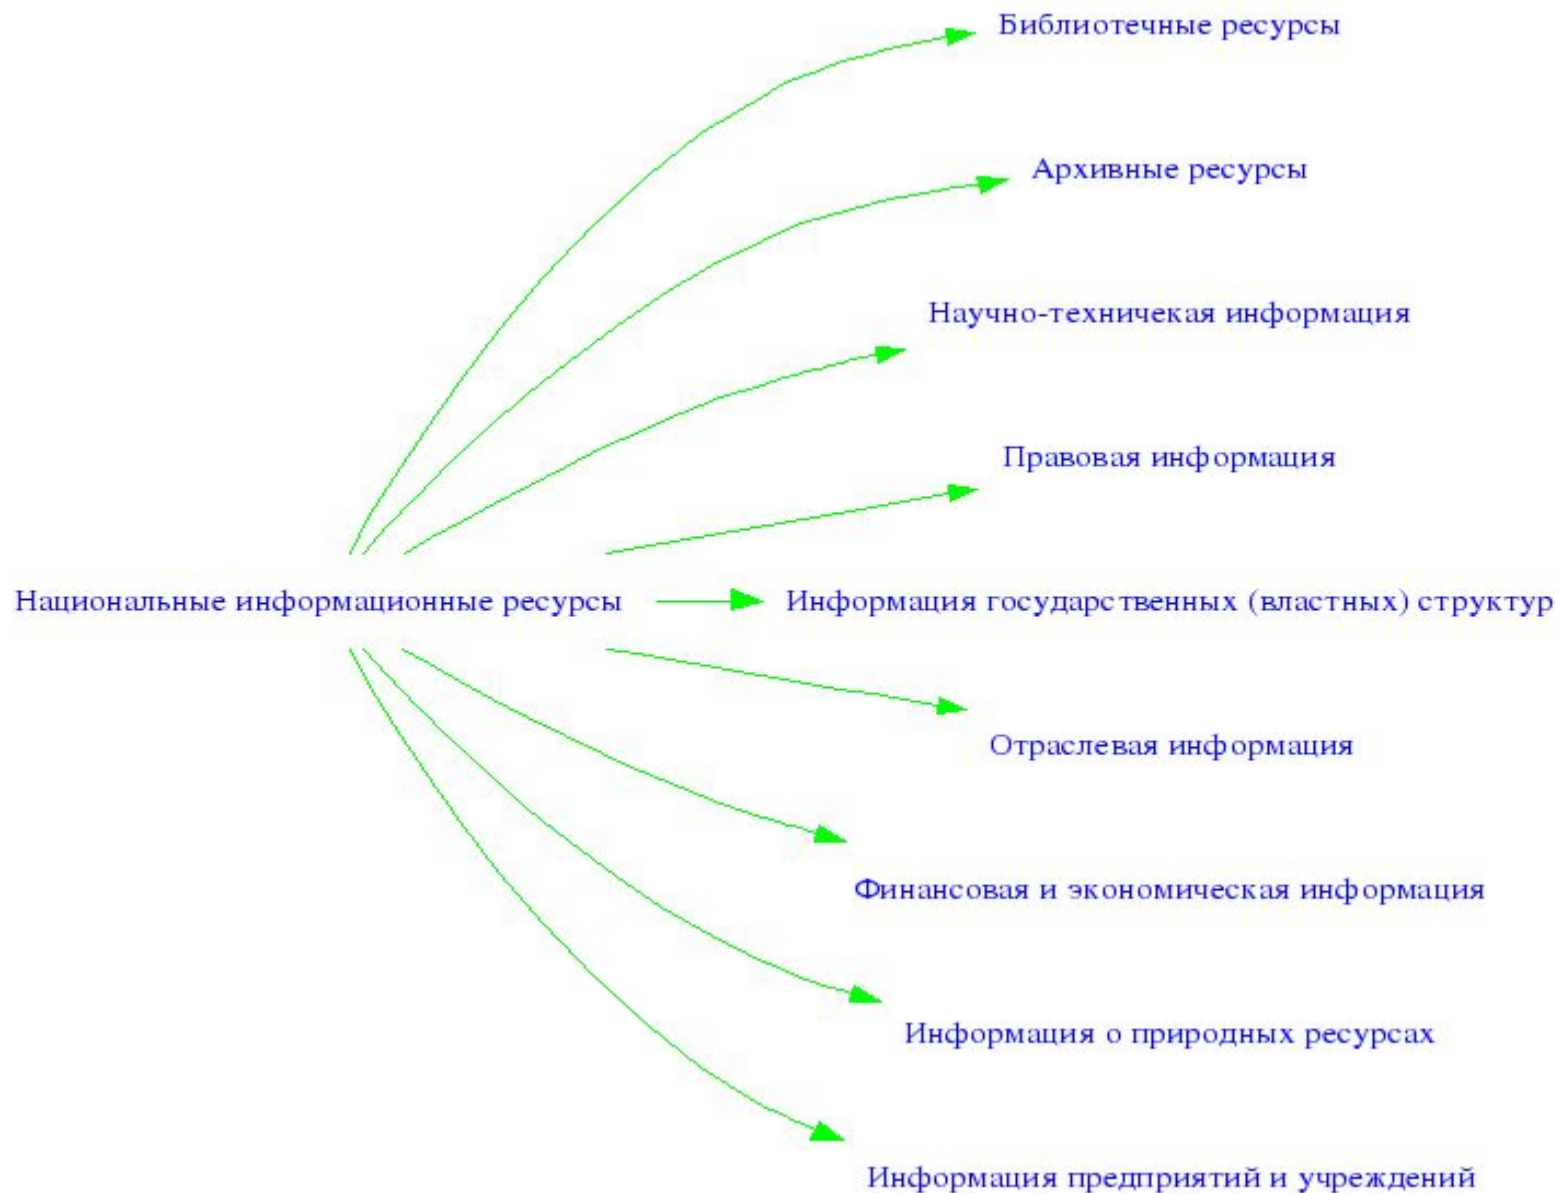 Библиотечные ресурсы
Архивные ресурсы
Научно-техничекая информация
Правовая информация
Национальные информационные ресурсы
Информация государственных (властных) структур
Отраслевая информация
Финансовая и экономическая информация
Информация о природных ресурсах
Информация предприятий и учреждений